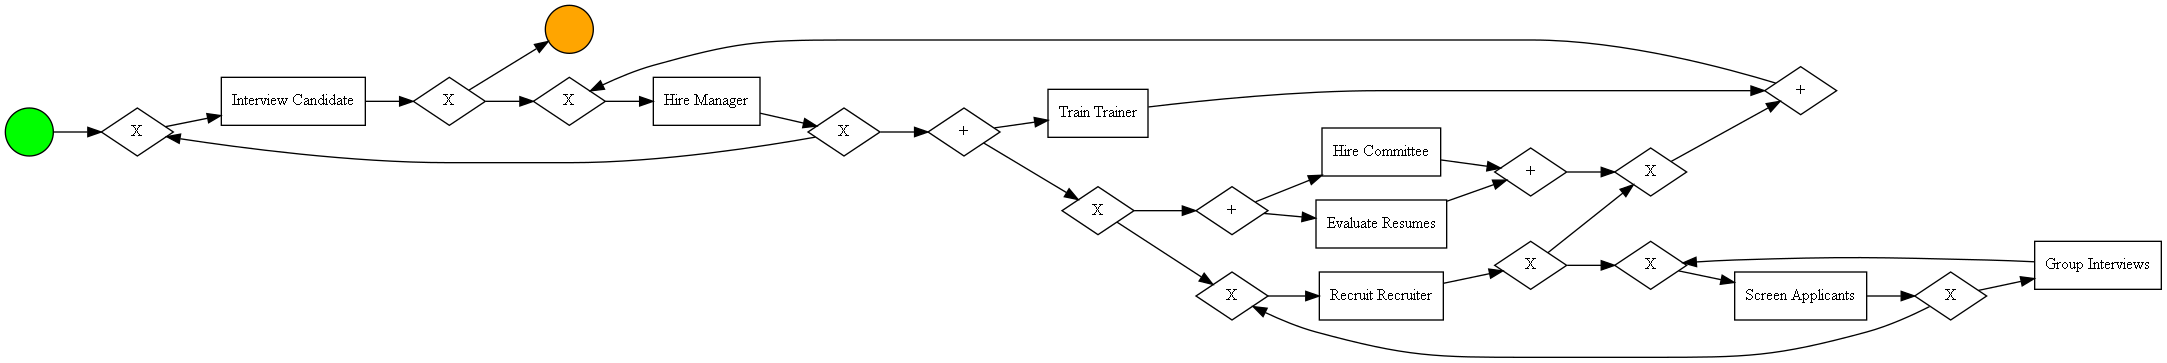 X
Interview Candidate
X
X
Hire Manager
X
+
Train Trainer
+
X
+
Hire Committee
Evaluate Resumes
+
X
X
Recruit Recruiter
X
X
Screen Applicants
X
Group Interviews